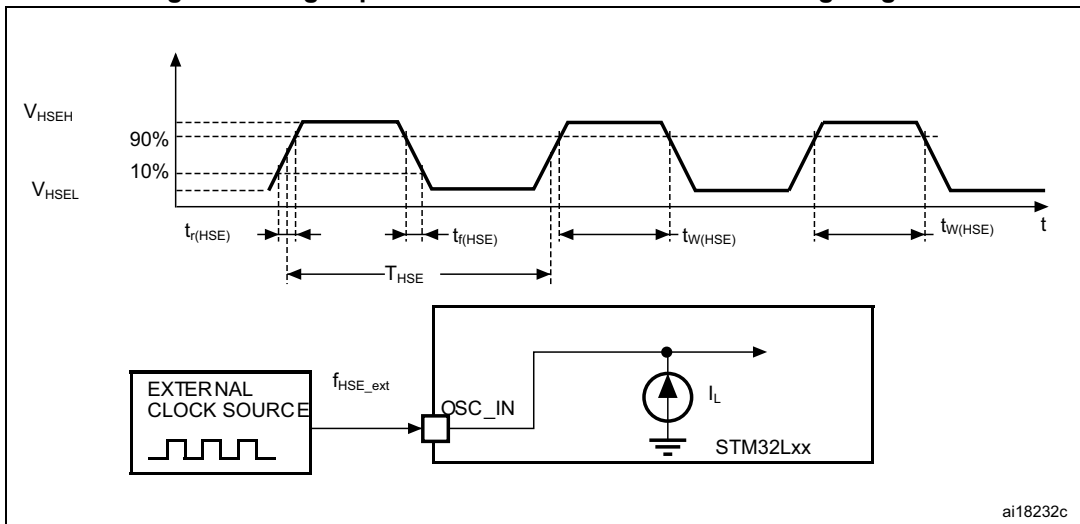 V_HSEH
90%
10%
V_HSEL
t_r(HSE)
t_f(HSE)
t_W(HSE)
t_W(HSE)
t
T_HSE
EXTERNAL
CLOCK SOURCE
f_HSE_ext
OSC_IN
I_L
STM32Lxx
ai18232c